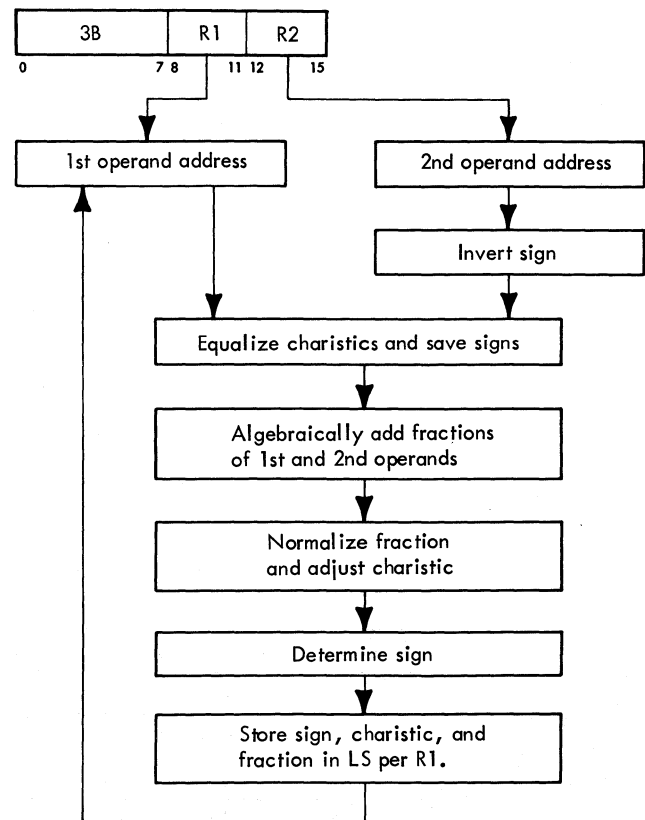 3B R1 R2
0 7 8 11 12 15
1st operand address
2nd operand address
Invert sign
Equalize charistics and save signs
Algebraically add fractions
of 1st and 2nd operands
Normalize fraction
and adjust charistic
Determine sign
Store sign, charistic, and
fraction in LS per R1.